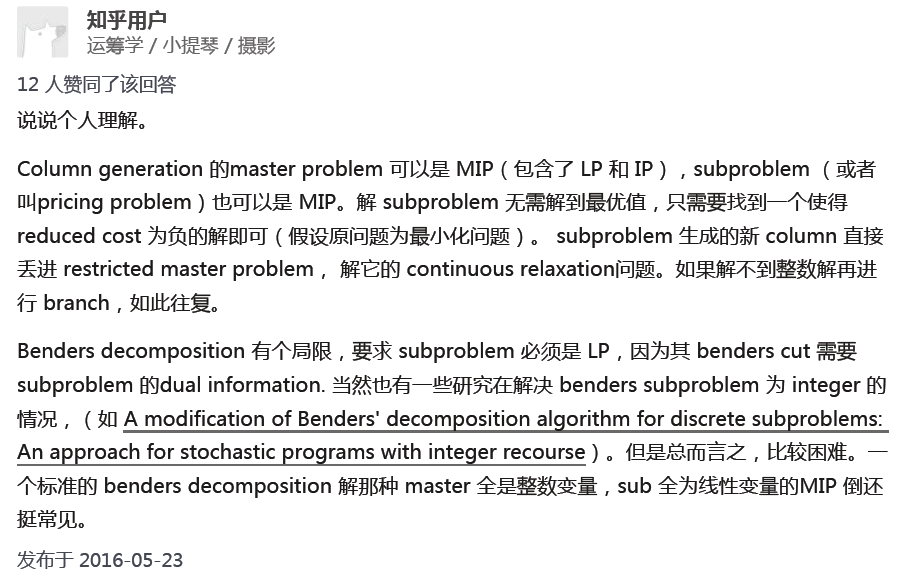 知乎用户
运筹学 / 小提琴 / 摄影
12 人赞同了该回答
说说个人理解。
Column generation 的master problem 可以是 MIP（包含了 LP 和 IP），subproblem （或者
叫pricing problem）也可以是 MIP。解 subproblem 无需解到最优值，只需要找到一个使得
reduced cost 为负的解即可（假设原问题为最小化问题）。 subproblem 生成的新 column 直接
丢进 restricted master problem， 解它的 continuous relaxation问题。如果解不到整数解再进
行 branch，如此往复。
Benders decomposition 有个局限，要求 subproblem 必须是 LP，因为其 benders cut 需要
subproblem 的dual information. 当然也有一些研究在解决 benders subproblem 为 integer 的
情况，（如 A modification of Benders' decomposition algorithm for discrete subproblems:
An approach for stochastic programs with integer recourse）。但是总而言之，比较困难。一
个标准的 benders decomposition 解那种 master 全是整数变量，sub 全为线性变量的MIP 倒还
挺常见。
发布于 2016-05-23